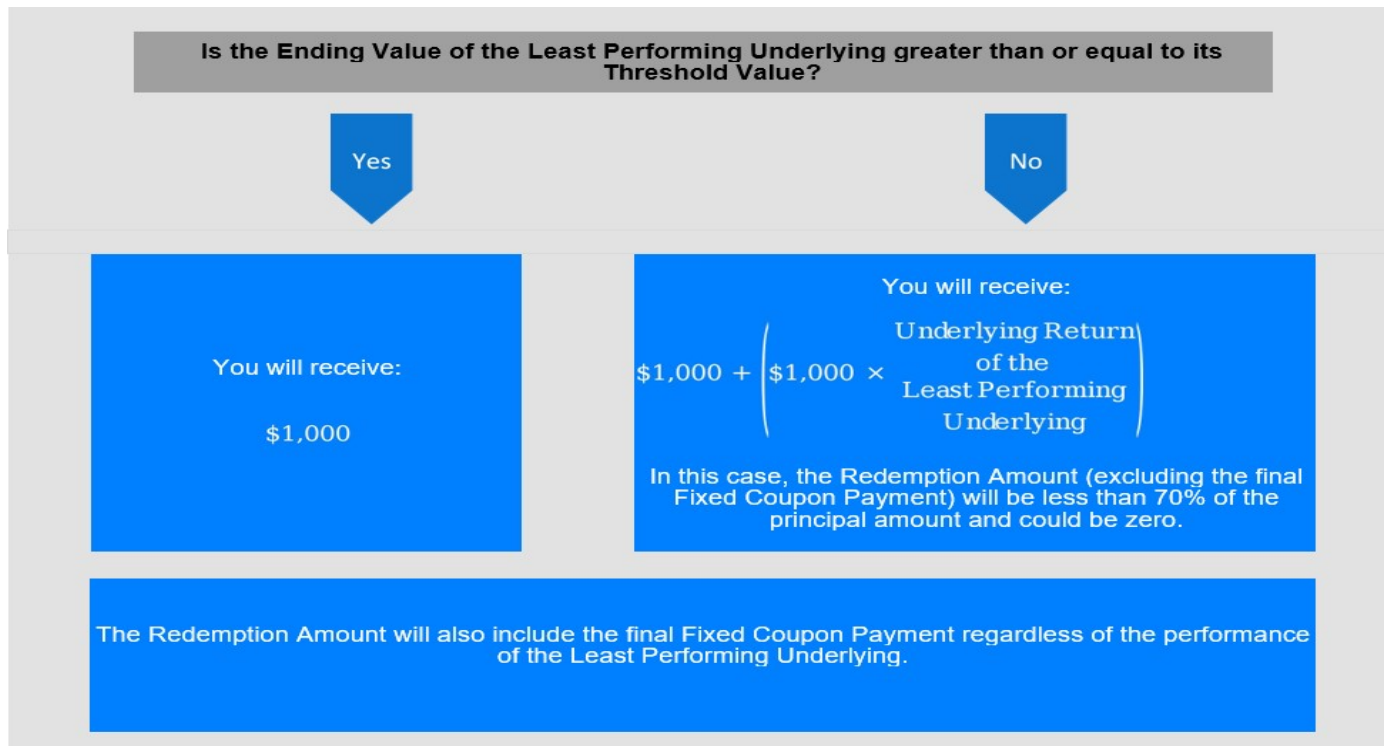 Is the Ending Value of the Least Performing Underlying greater than or equal to its
Threshold Value?
Yes
No
You will receive:
$1,000
You will receive:
$1,000 + ($1,000 × Underlying Return
of the
Least Performing
Underlying)
In this case, the Redemption Amount (excluding the final
Fixed Coupon Payment) will be less than 70% of the
principal amount and could be zero.
The Redemption Amount will also include the final Fixed Coupon Payment regardless of the performance
of the Least Performing Underlying.